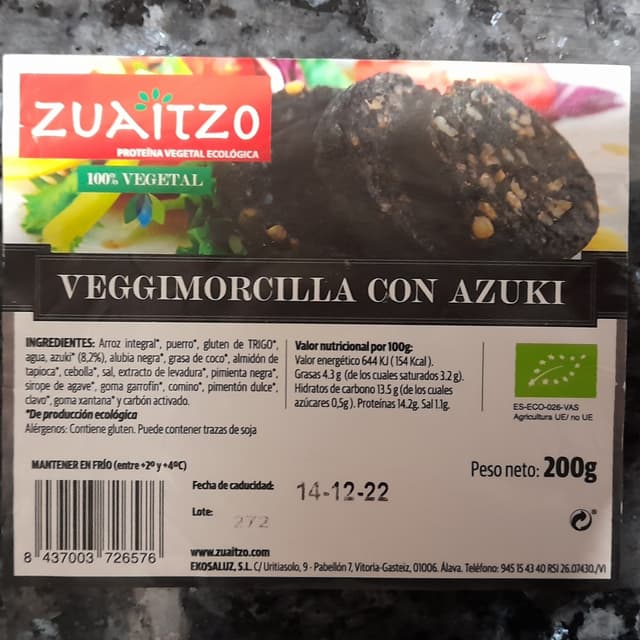 ZUAITZO
PROTEÍNA VEGETAL ECOLÓGICA
100% VEGETAL
VEGGIMORCILLA CON AZUKI
INGREDIENTES: Arroz integral*, puerro*, gluten de TRIGO*,
agua, azuki* (8,2%), alubia negra*, grasa de coco*, almidón de
tapioca*, cebolla*, sal, extracto de levadura*, pimienta negra*,
sirope de agave*, goma garrofín*, comino*, pimentón dulce*,
clavo*, goma xantana* y carbón activado.
*De producción ecológica
Alérgenos: Contiene gluten. Puede contener trazas de soja
Valor nutricional por 100g:
Valor energético 644 KJ ( 154 Kcal ).
Grasas 4.3 g (de los cuales saturados 3.2 g).
Hidratos de carbono 13.5 g (de los cuales
azúcares 0,5g). Proteínas 14.2g. Sal 1.1g.
ES-ECO-026-VAS
Agricultura UE/ no UE
MANTENER EN FRÍO (entre +2º y +4ºC)
Peso neto: 200g
Fecha de caducidad: 14-12-22
Lote: 272
8 437003 726576
www.zuaitzo.com
EKOSALUZ, S.L. C/ Uritiasolo, 9 - Pabellón 7, Vitoria-Gasteiz, 01006. Álava. Teléfono: 945 15 43 40 RSI 26.07430./VI